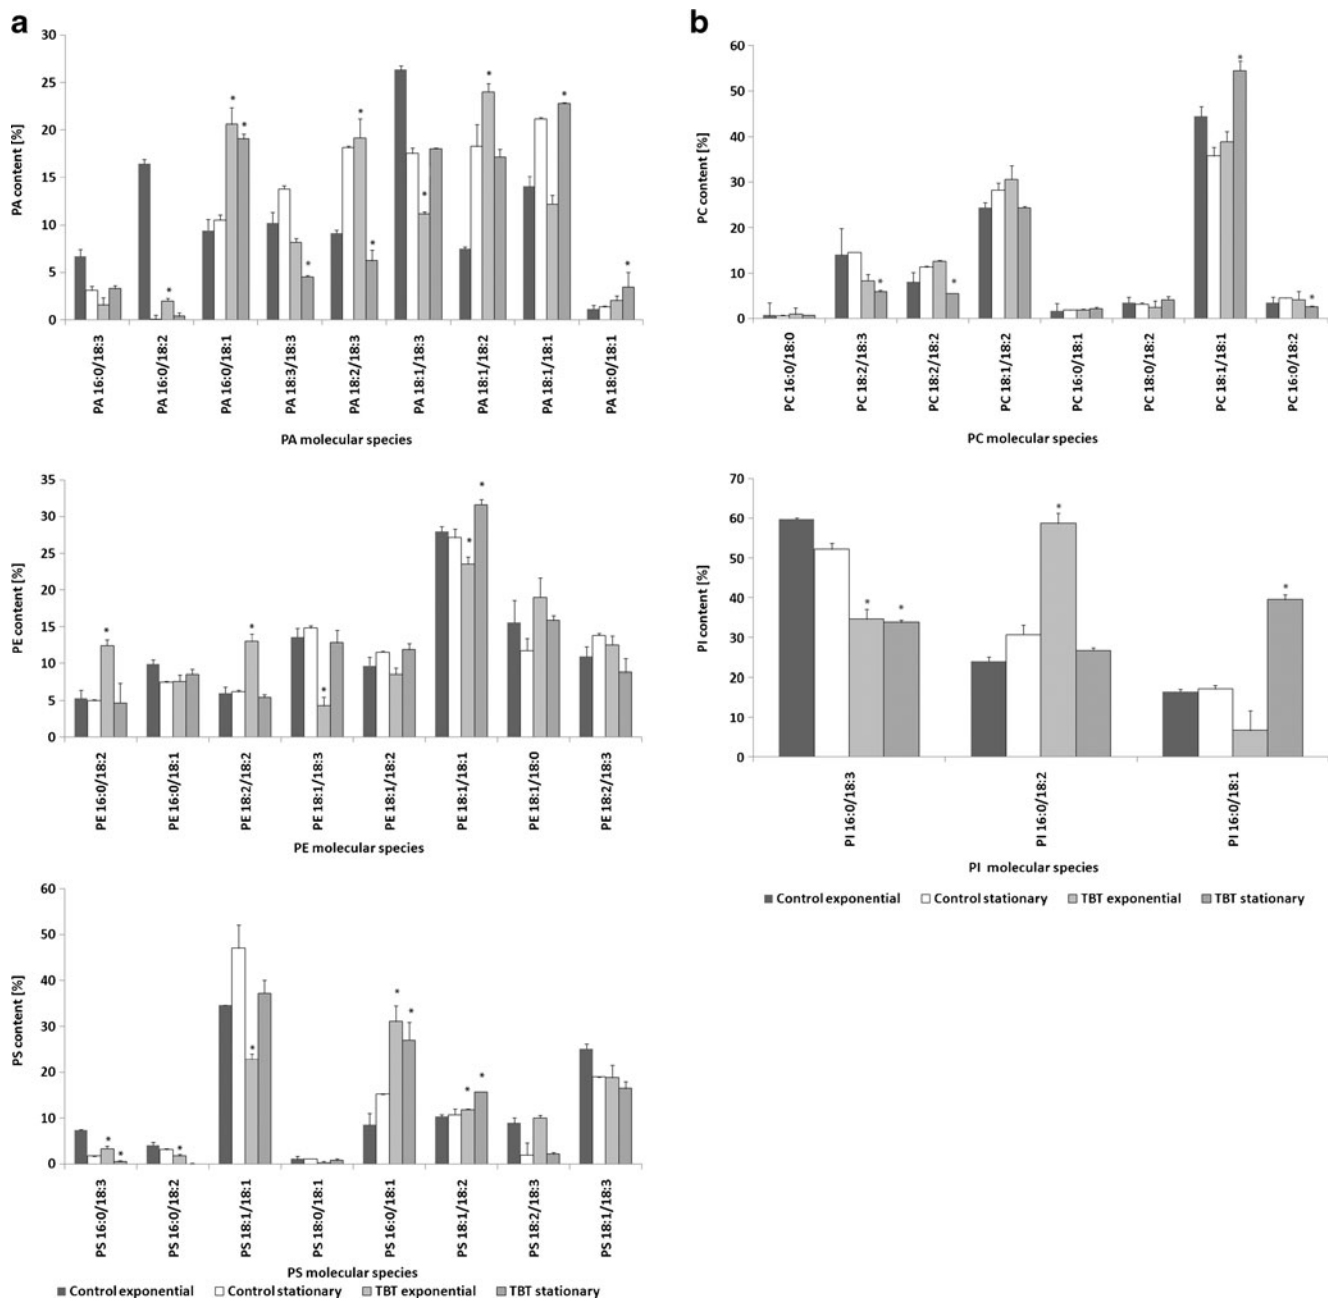 a
PA content [%]
30
25
20
15
10
5
0
* * * * * * * * * *
PA 16:0/18:3
PA 16:0/18:2
PA 16:0/18:1
PA 18:3/18:3
PA 18:2/18:3
PA 18:1/18:3
PA 18:1/18:2
PA 18:1/18:1
PA 18:0/18:1
PA molecular species
PE content [%]
35
30
25
20
15
10
5
0
* * * * *
PE 16:0/18:2
PE 16:0/18:1
PE 18:2/18:2
PE 18:1/18:3
PE 18:1/18:2
PE 18:1/18:1
PE 18:1/18:0
PE 18:2/18:3
PE molecular species
PS content [%]
60
50
40
30
20
10
0
* * * * * * * *
PS 16:0/18:3
PS 16:0/18:2
PS 18:1/18:1
PS 18:0/18:1
PS 16:0/18:1
PS 18:1/18:2
PS 18:2/18:3
PS 18:1/18:3
PS molecular species
Control exponential Control stationary TBT exponential TBT stationary
b
PC content [%]
60
50
40
30
20
10
0
* * * *
PC 16:0/18:0
PC 18:2/18:3
PC 18:2/18:2
PC 18:1/18:2
PC 16:0/18:1
PC 18:0/18:2
PC 18:1/18:1
PC 16:0/18:2
PC molecular species
PI content [%]
70
60
50
40
30
20
10
0
* * * *
PI 16:0/18:3
PI 16:0/18:2
PI 16:0/18:1
PI molecular species
Control exponential Control stationary TBT exponential TBT stationary